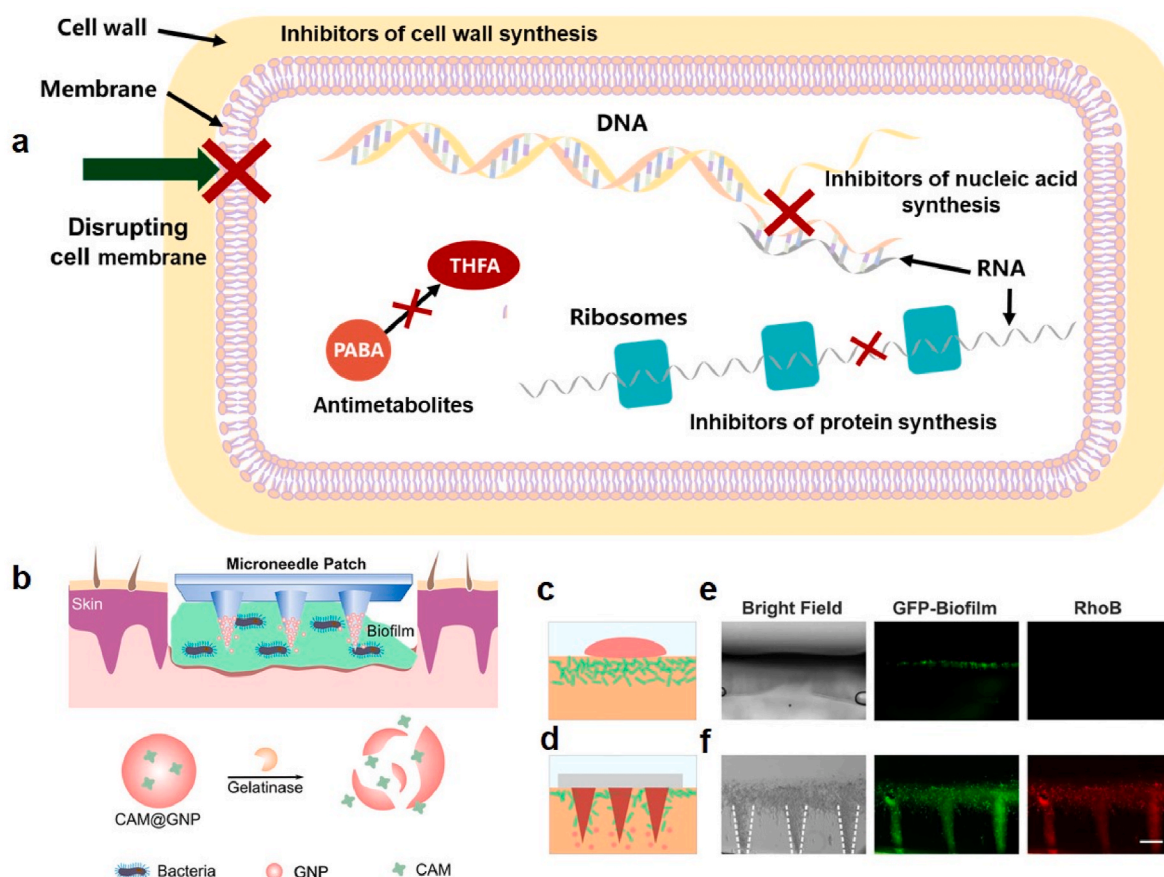 a
Cell wall
Inhibitors of cell wall synthesis
Membrane
DNA
Disrupting
cell membrane
Inhibitors of nucleic acid
synthesis
THFA
PABA
Antimetabolites
RNA
Ribosomes
Inhibitors of protein synthesis
b
Microneedle Patch
Skin
Biofilm
CAM@GNP
Gelatinase
Bacteria
GNP
CAM
c
d
e
Bright Field
GFP-Biofilm
RhoB
f